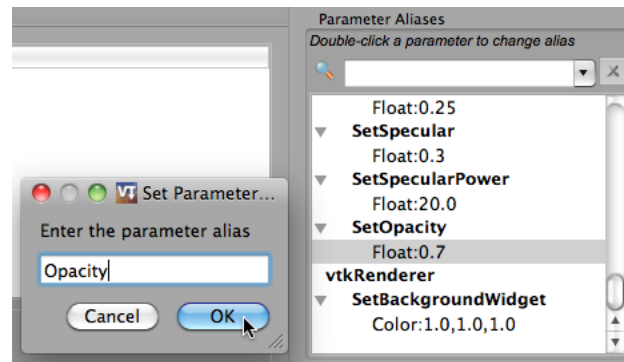 Parameter Aliases
Double-click a parameter to change alias
Float:0.25
SetSpecular
Float:0.3
SetSpecularPower
Float:20.0
SetOpacity
Float:0.7
vtkRenderer
SetBackgroundWidget
Color:1.0,1.0,1.0
VT Set Parameter...
Enter the parameter alias
Opacity
Cancel OK